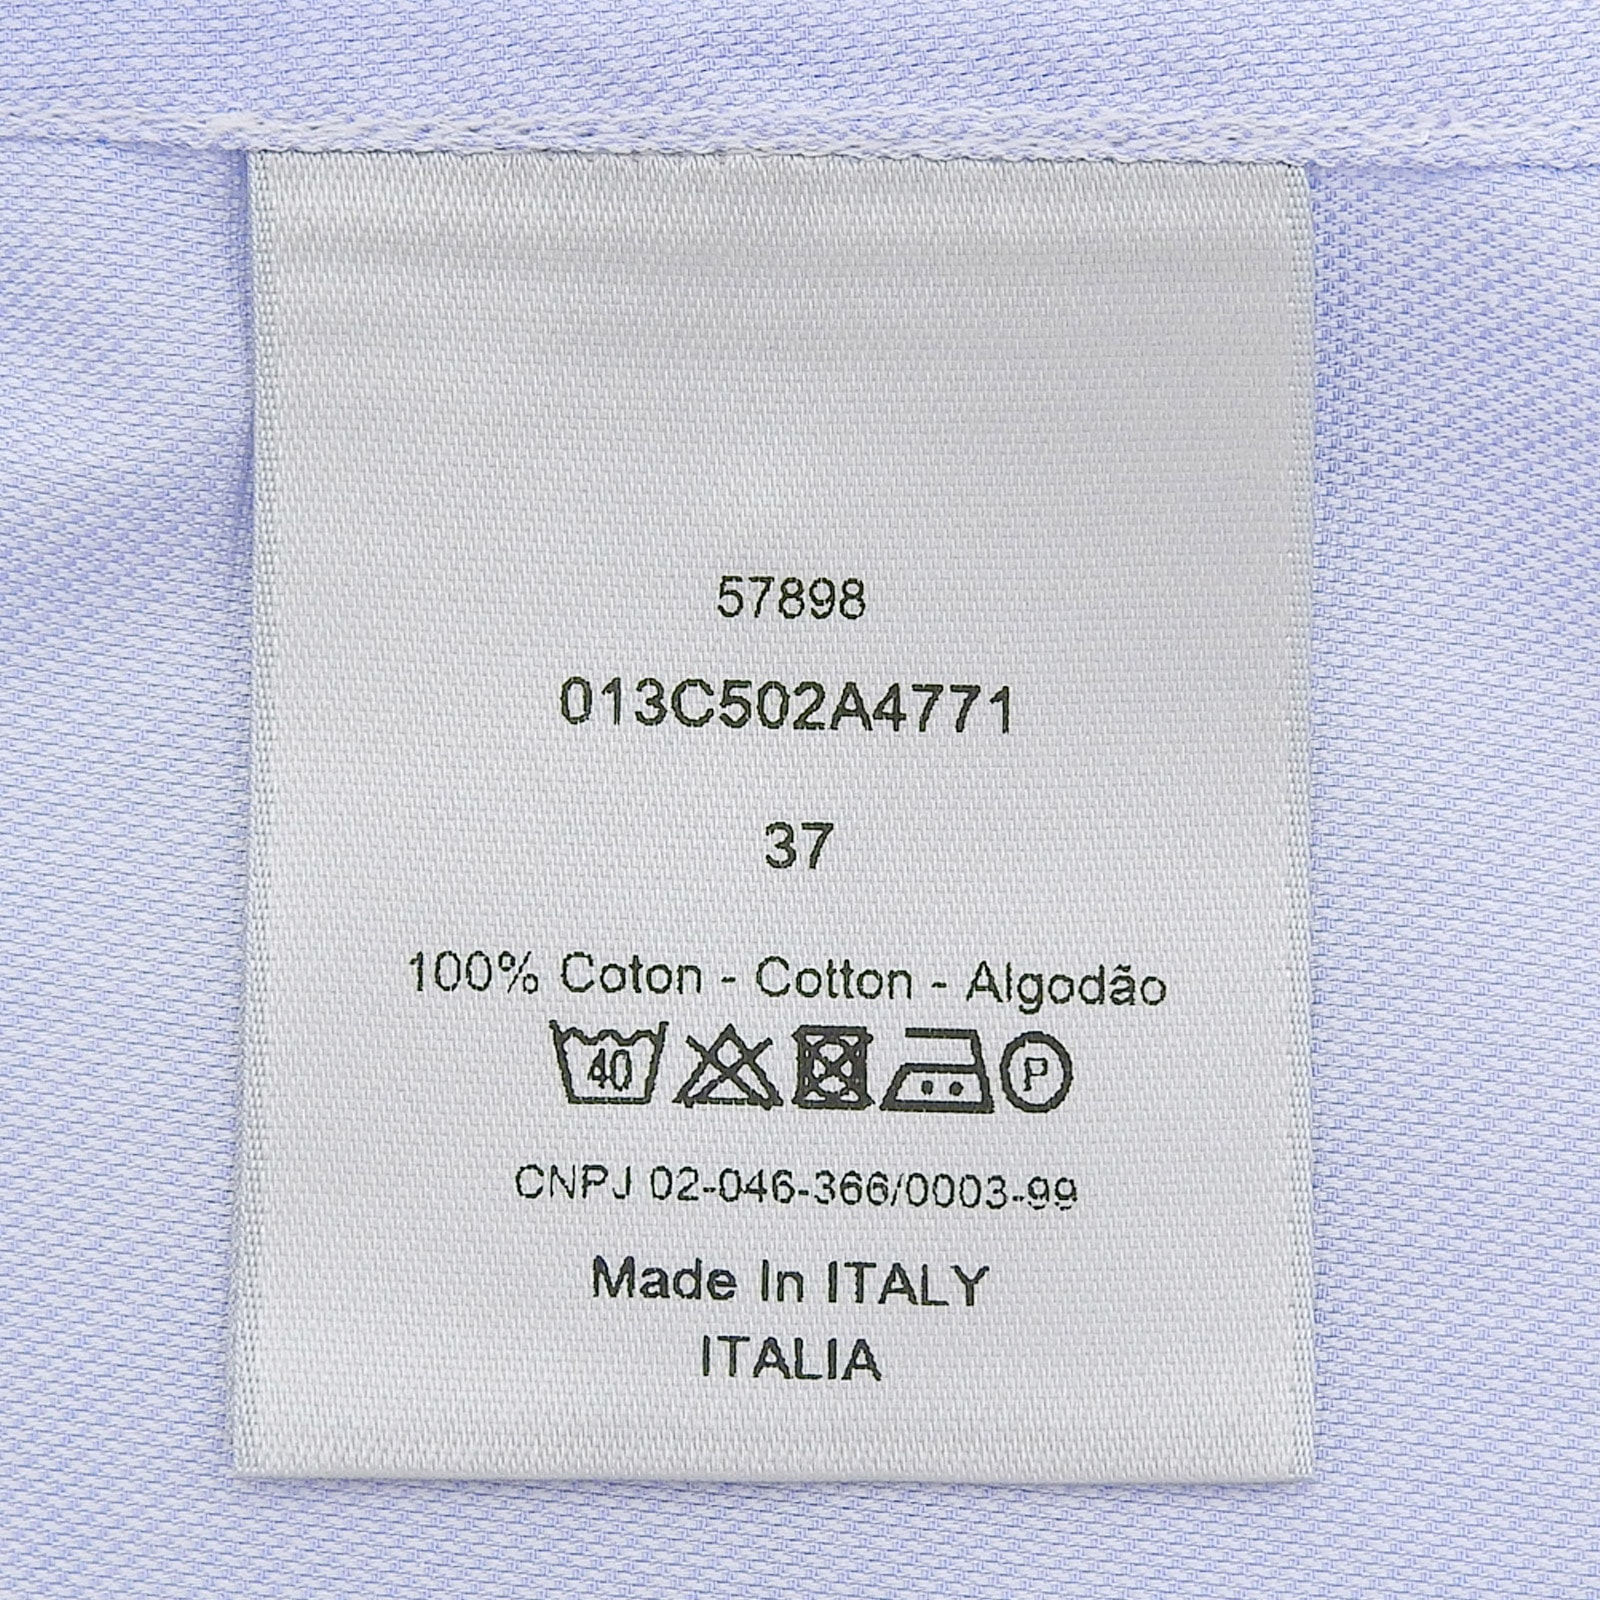 57898
013C502A4771
37
100% Coton - Cotton - Algodão
40 P
CNPJ 02-046-366/0003-99
Made In ITALY
ITALIA